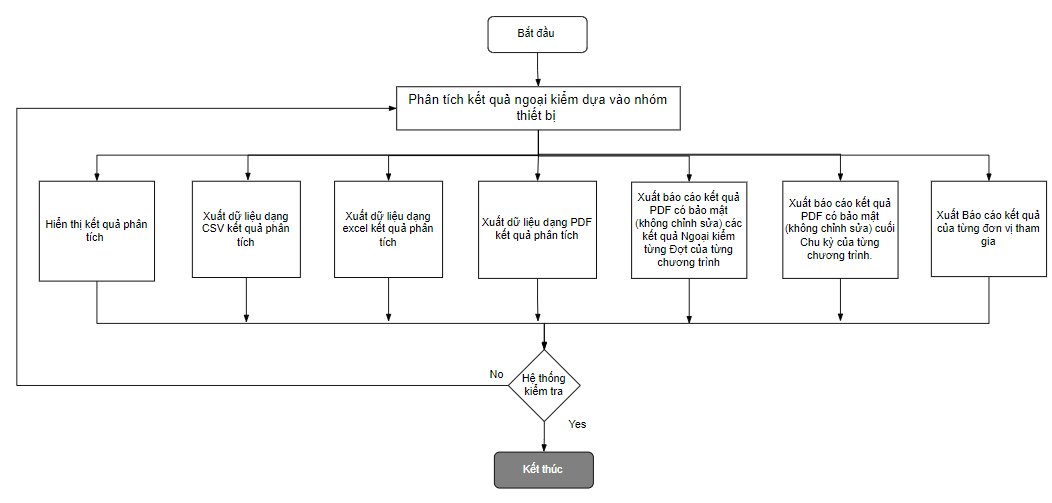 Bắt đầu
Phân tích kết quả ngoại kiểm dựa vào nhóm
thiết bị
Hiển thị kết quả phân
tích
Xuất dữ liệu dạng
CSV kết quả phân
tích
Xuất dữ liệu dạng
excel kết quả phân
tích
Xuất dữ liệu dạng PDF
kết quả phân tích
Xuất báo cáo kết quả
PDF có bảo mật
(không chỉnh sửa) các
kết quả Ngoại kiểm
từng Đợt của từng
chương trình
Xuất báo cáo kết quả
PDF có bảo mật
(không chỉnh sửa) cuối
Chu kỳ của từng
chương trình.
Xuất Báo cáo kết quả
của từng đơn vị tham
gia
No
Hệ thống
kiểm tra
Yes
Kết thúc